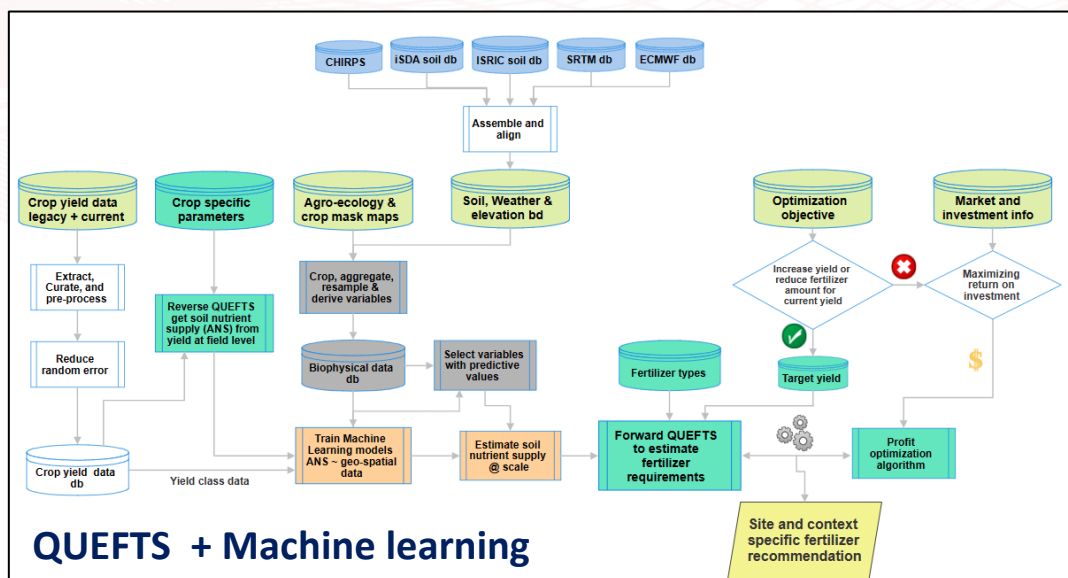 CHIRPS
iSDA soil db
ISRIC soil db
SRTM db
ECMWF db
Assemble and
align
Crop yield data
legacy + current
Crop specific
parameters
Agro-ecology &
crop mask maps
Soil, Weather &
elevation bd
Optimization
objective
Market and
investment info
Extract,
Curate, and
pre-process
Reverse QUEFTS
get soil nutrient
supply (ANS) from
yield at field level
Crop, aggregate,
resample &
derive variables
Increase yield or
reduce fertilizer
amount for
current yield
Maximizing
return on
investment
Reduce
random error
Biophysical data
db
Select variables
with predictive
values
Fertilizer types
Target yield
$
Crop yield data
db
Yield class data
Train Machine
Learning models
ANS ~ geo-spatial
data
Estimate soil
nutrient supply
@ scale
Forward QUEFTS
to estimate
fertilizer
requirements
Profit
optimization
algorithm
Site and context
specific fertilizer
recommendation
QUEFTS + Machine learning